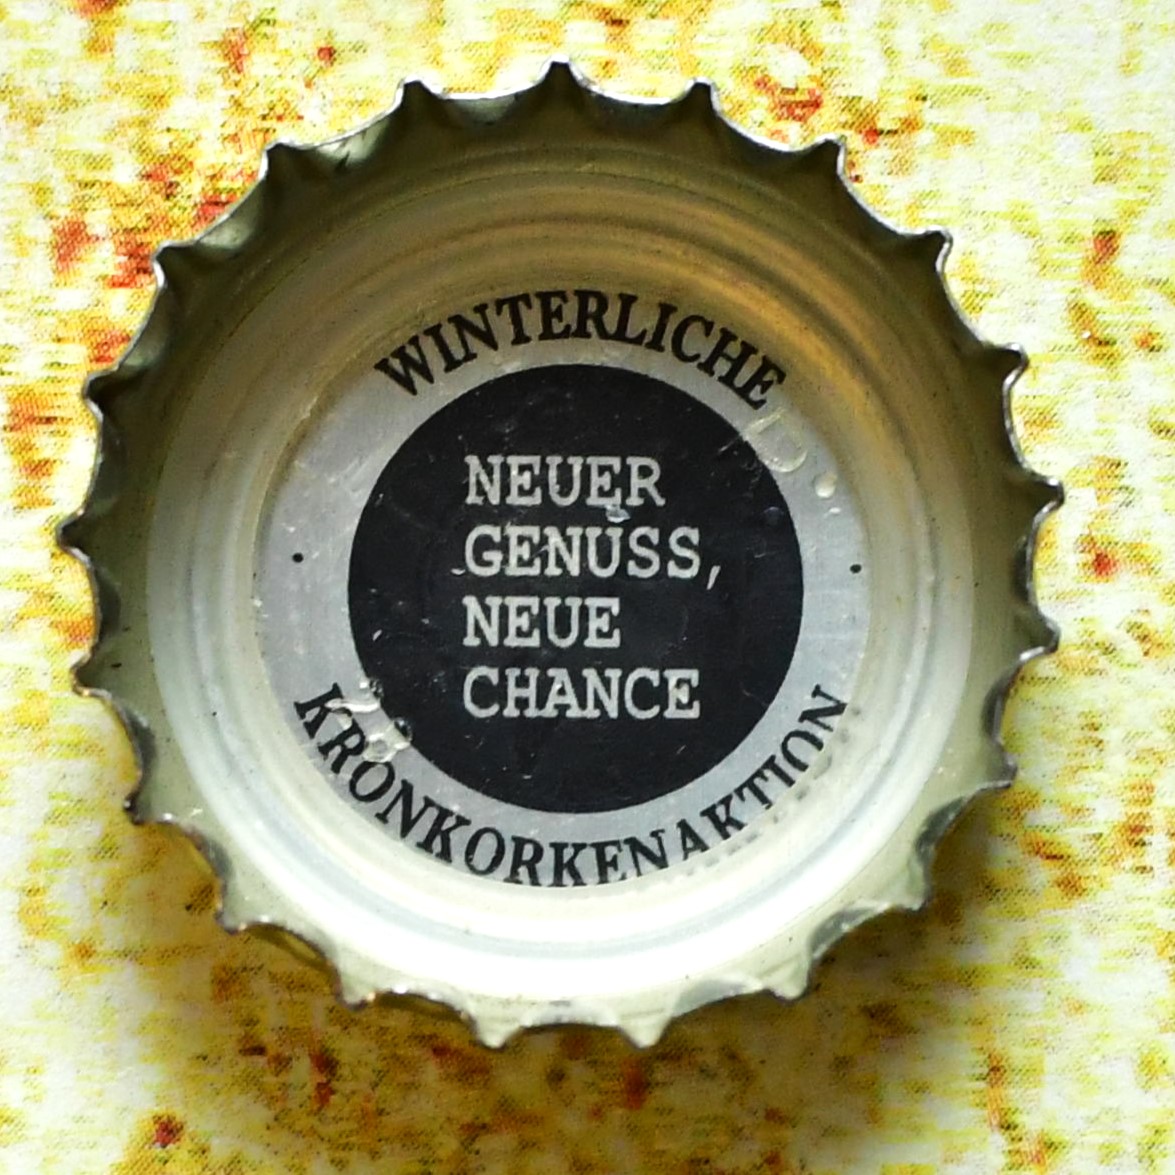 WINTERLICHE
NEUER
GENUSS,
NEUE
CHANCE
KRONKORKENAKTION